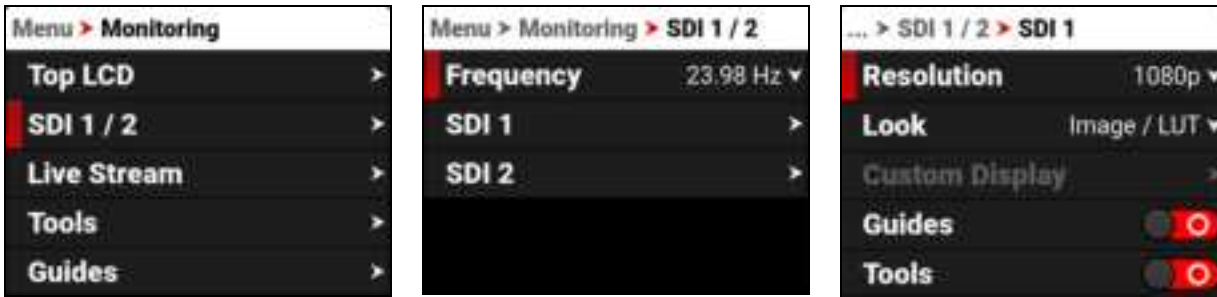 Menu > Monitoring
Top LCD >
SDI 1 / 2 >
Live Stream >
Tools >
Guides >
Menu > Monitoring > SDI 1 / 2
Frequency 23.98 Hz
SDI 1 >
SDI 2 >
... > SDI 1 / 2 > SDI 1
Resolution 1080p
Look Image / LUT
Custom Display >
Guides
Tools